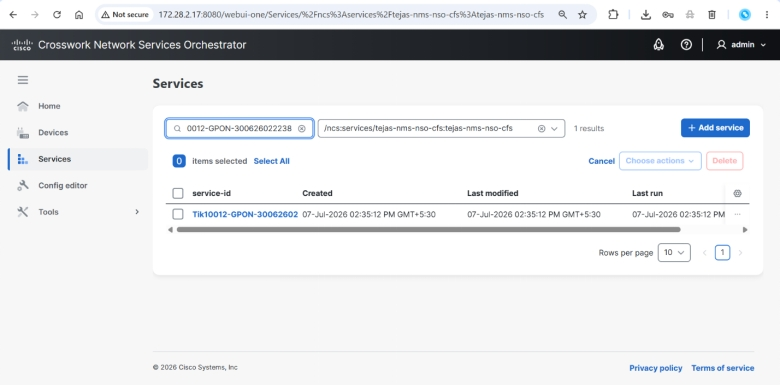 Not secure
172.28.2.17:8080/webui-one/Services/%2Fncs%3Aservices%2Ftejas-nms-nso-cfs%3Atejas-nms-nso-cfs
CISCO Crosswork Network Services Orchestrator
admin
Services
Home
Devices
Services
Config editor
Tools
0012-GPON-300626022238
/ncs:services/tejas-nms-nso-cfs:tejas-nms-nso-cfs
1 results
+ Add service
0 items selected Select All
Cancel Choose actions Delete
service-id Created Last modified Last run
Tik10012-GPON-30062602 07-Jul-2026 02:35:12 PM GMT+5:30 07-Jul-2026 02:35:12 PM GMT+5:30 07-Jul-2026 02:35:12 PM
Rows per page 10 1
© 2026 Cisco Systems, Inc
Privacy policy Terms of service